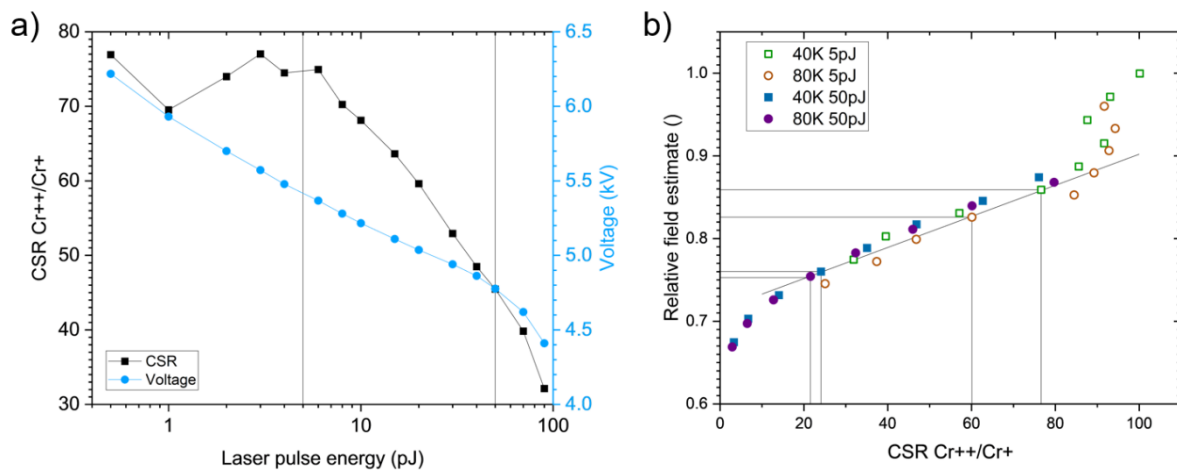 a)
80
70
60
50
40
30
CSR Cr++/Cr+
6.5
6.0
5.5
5.0
4.5
4.0
Voltage (kV)
CSR
Voltage
1
10
100
Laser pulse energy (pJ)
b)
1.0
0.9
0.8
0.7
0.6
Relative field estimate ()
40K 5pJ
80K 5pJ
40K 50pJ
80K 50pJ
0
20
40
60
80
100
CSR Cr++/Cr+